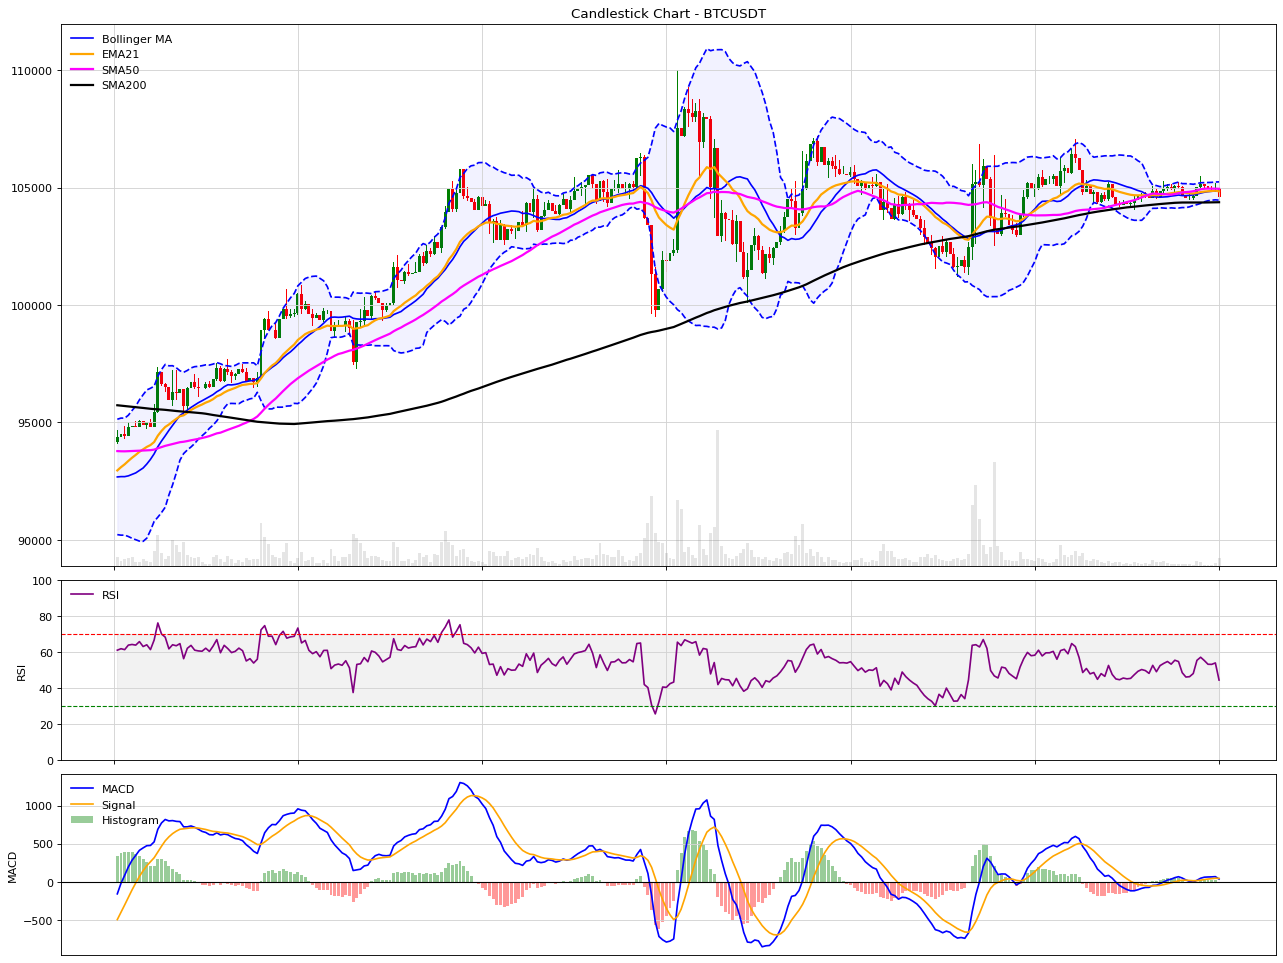 Candlestick Chart - BTCUSDT
Bollinger MA
EMA21
SMA50
SMA200
110000
105000
100000
95000
90000
RSI
100
80
60
40
20
0
RSI
MACD
Signal
Histogram
1000
500
0
−500
MACD